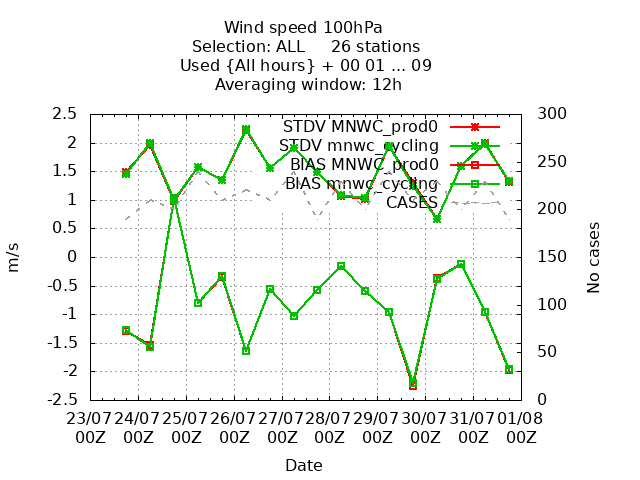 Wind speed 100hPa
Selection: ALL 26 stations
Used {All hours} + 00 01 ... 09
Averaging window: 12h
STDV MNWC_prod0
STDV mnwc_cycling
BIAS MNWC_prod0
BIAS mnwc_cycling
CASES
2.5
2
1.5
1
0.5
0
-0.5
-1
-1.5
-2
-2.5
m/s
300
250
200
150
100
50
0
No cases
23/07 24/07 25/07 26/07 27/07 28/07 29/07 30/07 31/07 01/08
00Z 00Z 00Z 00Z 00Z 00Z 00Z 00Z 00Z 00Z
Date